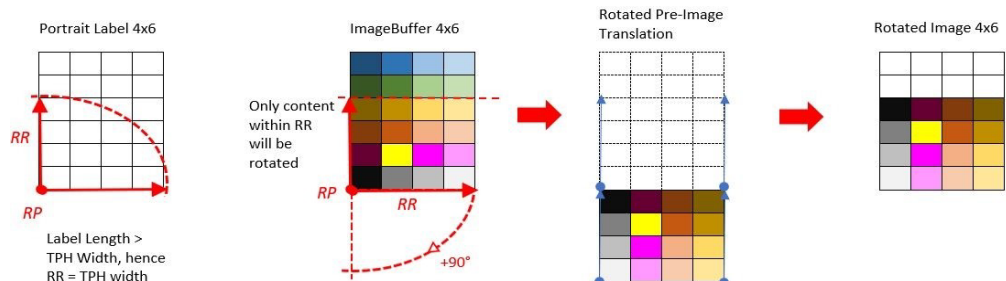 Portrait Label 4x6
RR
RP
Label Length >
TPH Width, hence
RR = TPH width
ImageBuffer 4x6
Only content
within RR
will be
rotated
RP
RR
+90°
Rotated Pre-Image
Translation
Rotated Image 4x6